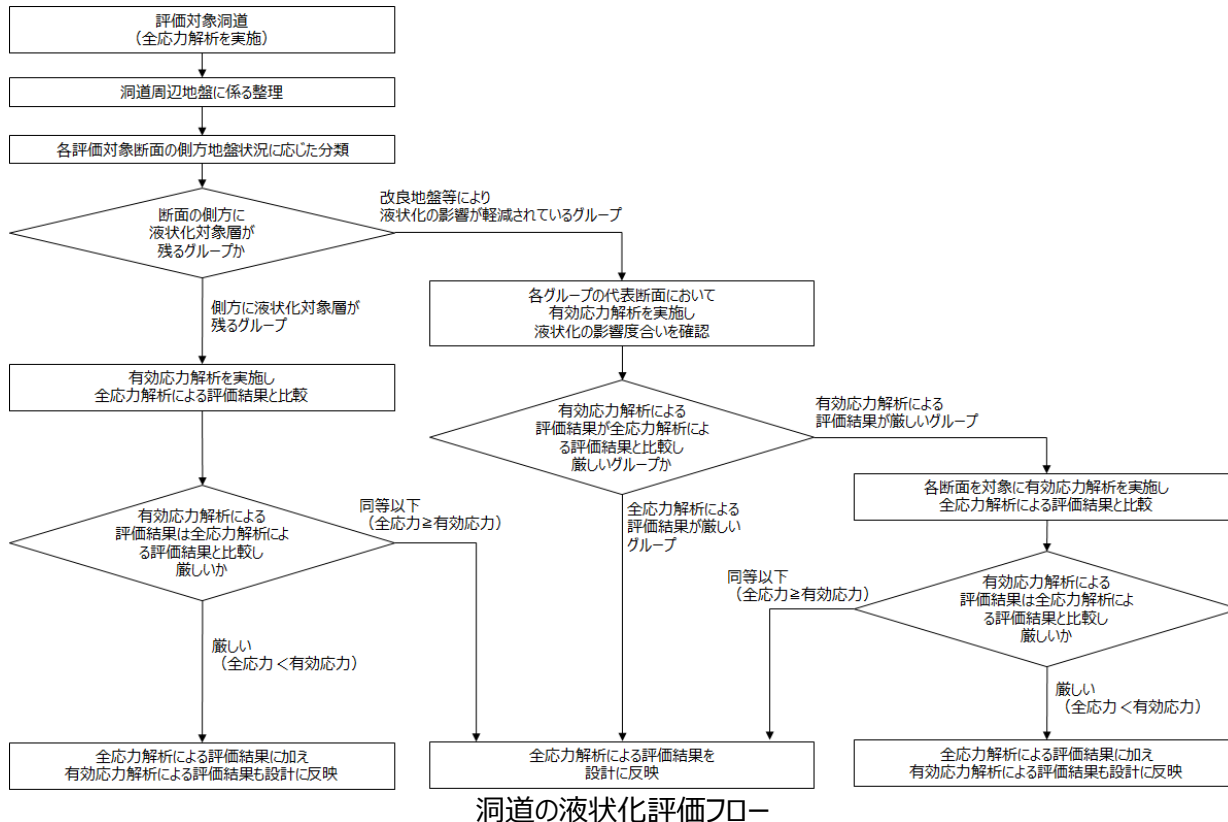 評価対象洞道
（全応力解析を実施）
洞道周辺地盤に係る整理
各評価対象断面の側方地盤状況に応じた分類
断面の側方に
液状化対象層が
残るグループか
改良地盤等により
液状化の影響が軽減されているグループ
側方に液状化対象層が
残るグループ
各グループの代表断面において
有効応力解析を実施し
液状化の影響度合いを確認
有効応力解析を実施し
全応力解析による評価結果と比較
有効応力解析による
評価結果が全応力解析によ
る評価結果と比較し
厳しいグループか
有効応力解析による
評価結果が厳しいグループ
各断面を対象に有効応力解析を実施し
全応力解析による評価結果と比較
有効応力解析による
評価結果は全応力解析によ
る評価結果と比較し
厳しいか
同等以下
（全応力≧有効応力）
全応力解析による
評価結果が厳しい
グループ
同等以下
（全応力≧有効応力）
有効応力解析による
評価結果は全応力解析によ
る評価結果と比較し
厳しいか
厳しい
（全応力＜有効応力）
厳しい
（全応力＜有効応力）
全応力解析による評価結果に加え
有効応力解析による評価結果も設計に反映
全応力解析による評価結果を
設計に反映
全応力解析による評価結果に加え
有効応力解析による評価結果も設計に反映
洞道の液状化評価フロー